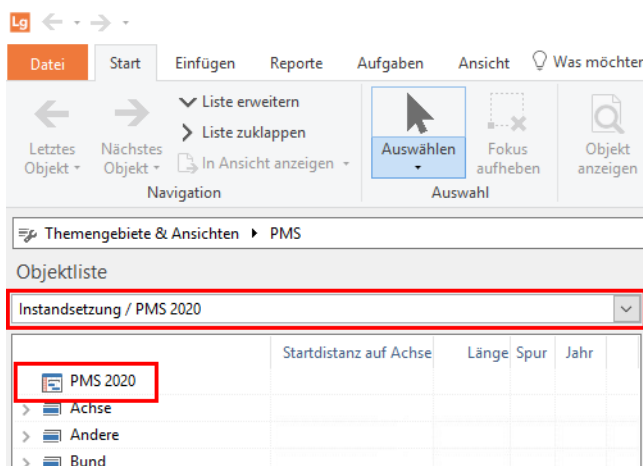 Lg
Datei Start Einfügen Reporte Aufgaben Ansicht Was möchten
Letztes Objekt
Nächstes Objekt
Liste erweitern
Liste zuklappen
In Ansicht anzeigen
Navigation
Auswählen
Fokus aufheben
Auswahl
Objekt anzeigen
Themengebiete & Ansichten PMS
Objektliste
Instandsetzung / PMS 2020
Startdistanz auf Achse Länge Spur Jahr
PMS 2020
Achse
Andere
Bund